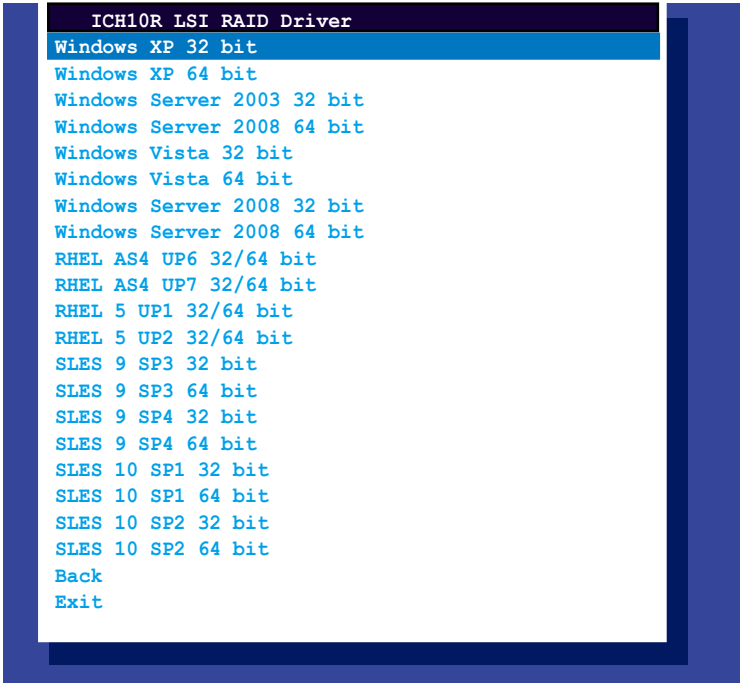 ICH10R LSI RAID Driver
Windows XP 32 bit
Windows XP 64 bit
Windows Server 2003 32 bit
Windows Server 2008 64 bit
Windows Vista 32 bit
Windows Vista 64 bit
Windows Server 2008 32 bit
Windows Server 2008 64 bit
RHEL AS4 UP6 32/64 bit
RHEL AS4 UP7 32/64 bit
RHEL 5 UP1 32/64 bit
RHEL 5 UP2 32/64 bit
SLES 9 SP3 32 bit
SLES 9 SP3 64 bit
SLES 9 SP4 32 bit
SLES 9 SP4 64 bit
SLES 10 SP1 32 bit
SLES 10 SP1 64 bit
SLES 10 SP2 32 bit
SLES 10 SP2 64 bit
Back
Exit